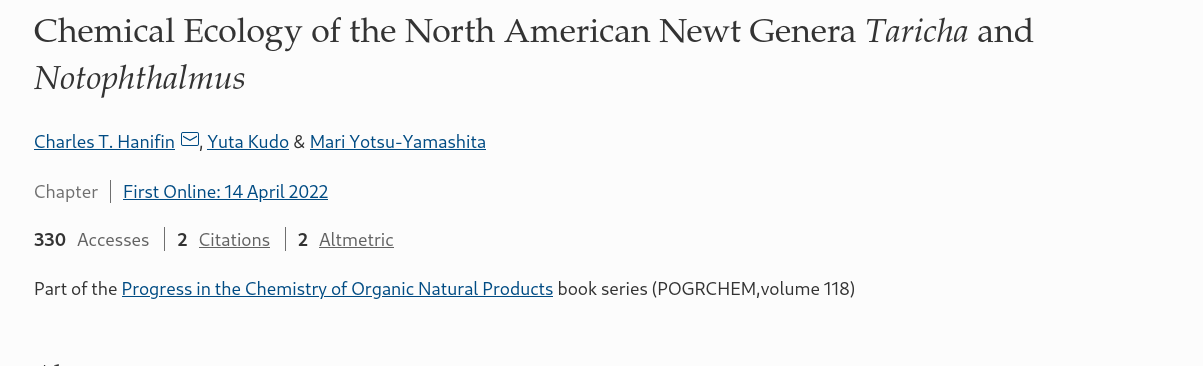 Chemical Ecology of the North American Newt Genera Taricha and
Notophthalmus
Charles T. Hanifin, Yuta Kudo & Mari Yotsu-Yamashita
Chapter | First Online: 14 April 2022
330 Accesses | 2 Citations | 2 Altmetric
Part of the Progress in the Chemistry of Organic Natural Products book series (POGRCHEM,volume 118)